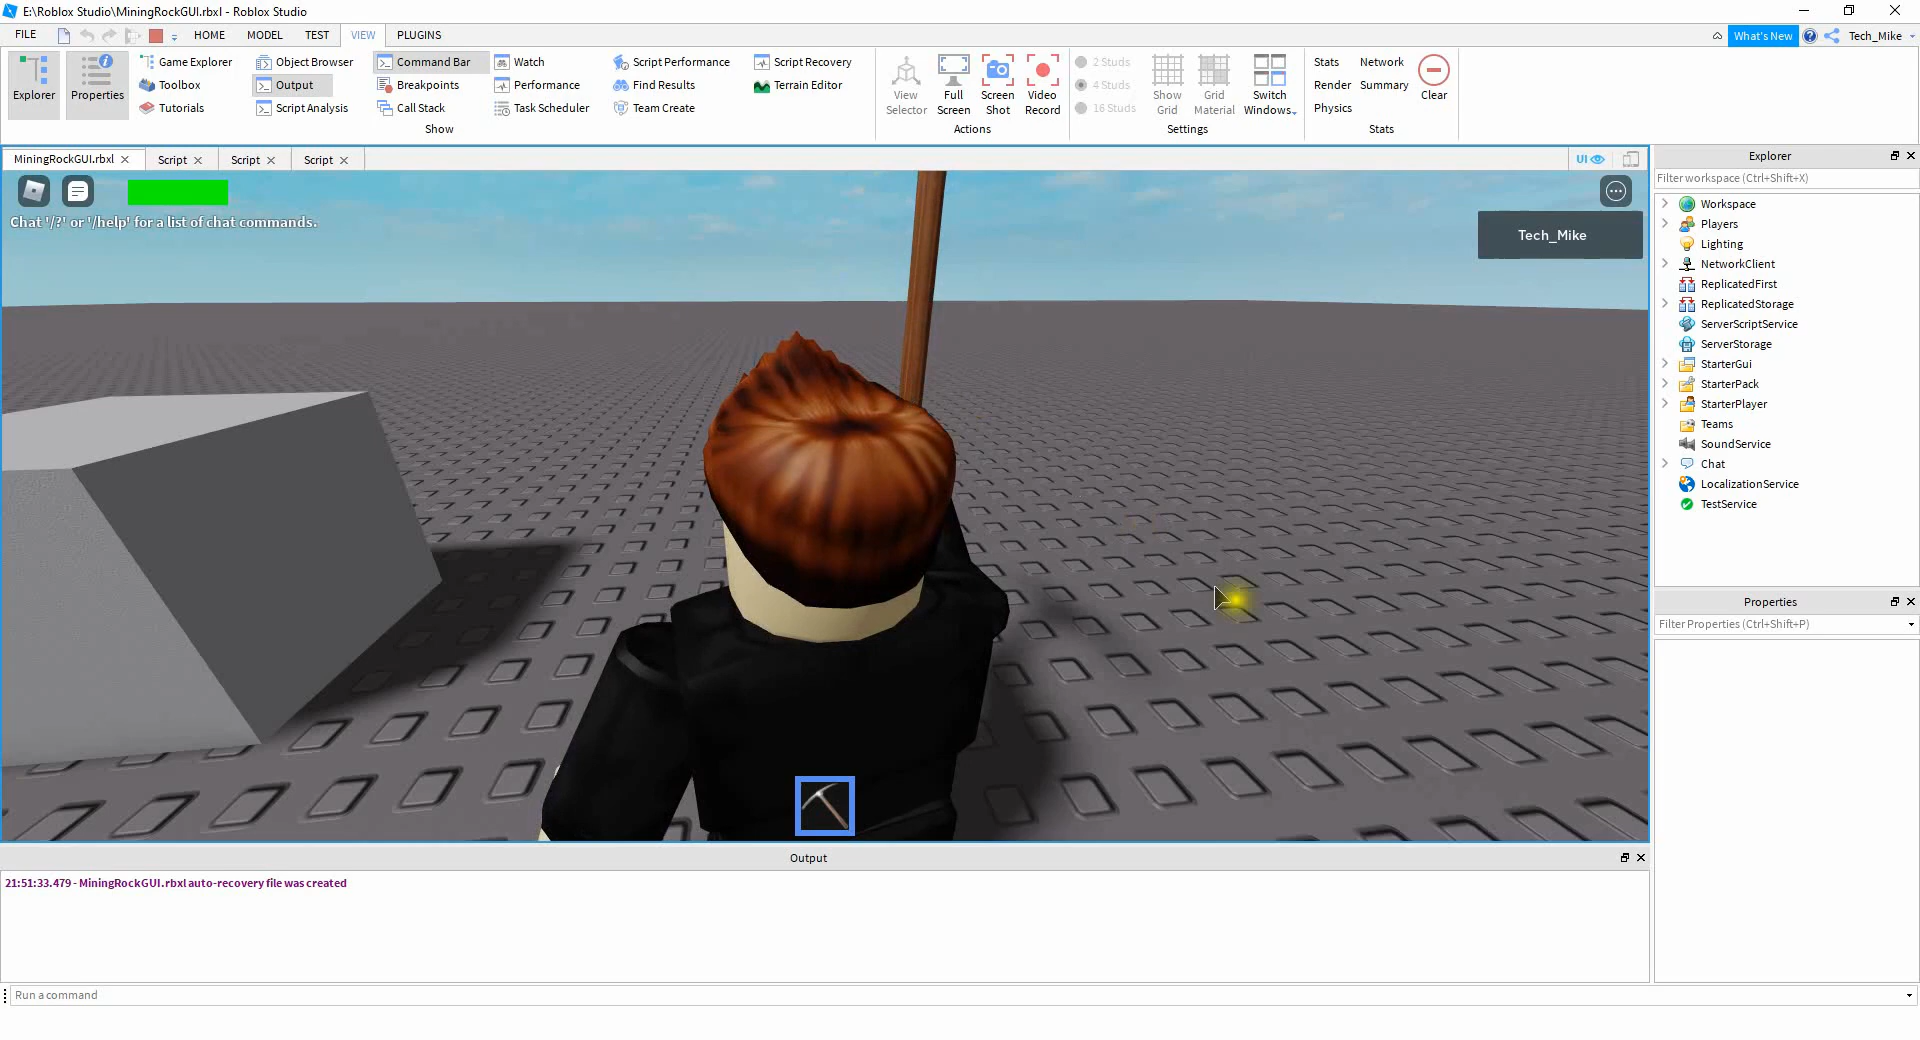 E:\Roblox Studio\MiningRockGUI.rbxl - Roblox Studio
FILE HOME MODEL TEST VIEW PLUGINS What's New Tech_Mike
Explorer
Properties
Game Explorer
Toolbox
Tutorials
Object Browser
Output
Script Analysis
Command Bar
Breakpoints
Call Stack
Watch
Performance
Task Scheduler
Script Performance
Find Results
Team Create
Script Recovery
Terrain Editor
Show
View
Selector
Full
Screen
Screen
Shot
Video
Record
Actions
2 Studs
4 Studs
16 Studs
Show
Grid
Grid
Material
Switch
Windows
Settings
Stats
Render
Physics
Network
Summary
Clear
Stats
MiningRockGUI.rbxl Script Script Script UI
Chat '/?' or '/help' for a list of chat commands.
Tech_Mike
Explorer
Filter workspace (Ctrl+Shift+X)
Workspace
Players
Lighting
NetworkClient
ReplicatedFirst
ReplicatedStorage
ServerScriptService
ServerStorage
StarterGui
StarterPack
StarterPlayer
Teams
SoundService
Chat
LocalizationService
TestService
Properties
Filter Properties (Ctrl+Shift+P)
Output
21:51:33.479 - MiningRockGUI.rbxl auto-recovery file was created
Run a command